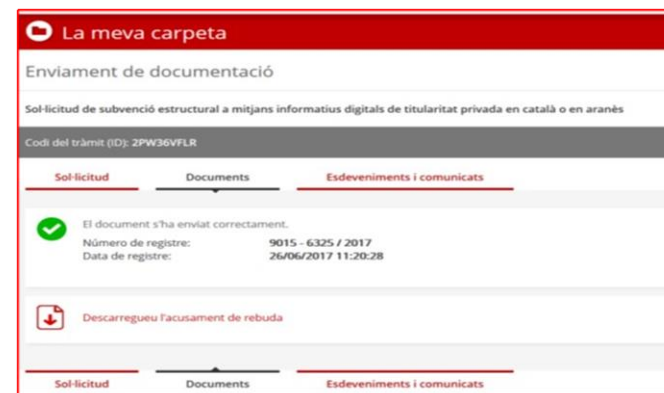 La meva carpeta
Enviament de documentació
Sol·licitud de subvenció estructural a mitjans informatius digitals de titularitat privada en català o en aranès
Codi del tràmit (ID): 2PW36VFLR
Sol·licitud Documents Esdeveniments i comunicats
El document s'ha enviat correctament.
Número de registre: 9015 - 6325 / 2017
Data de registre: 26/06/2017 11:20:28
Descarregueu l'acusament de rebuda
Sol·licitud Documents Esdeveniments i comunicats